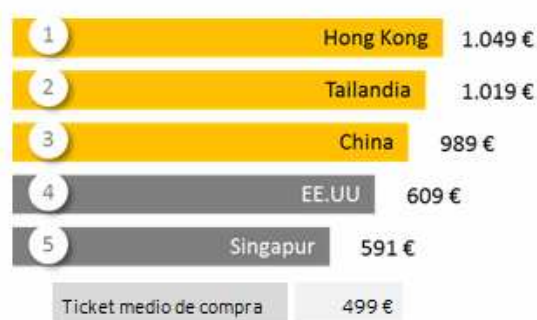 1 Hong Kong 1.049 €
2 Tailandia 1.019 €
3 China 989 €
4 EE.UU 609 €
5 Singapur 591 €
Ticket medio de compra 499 €